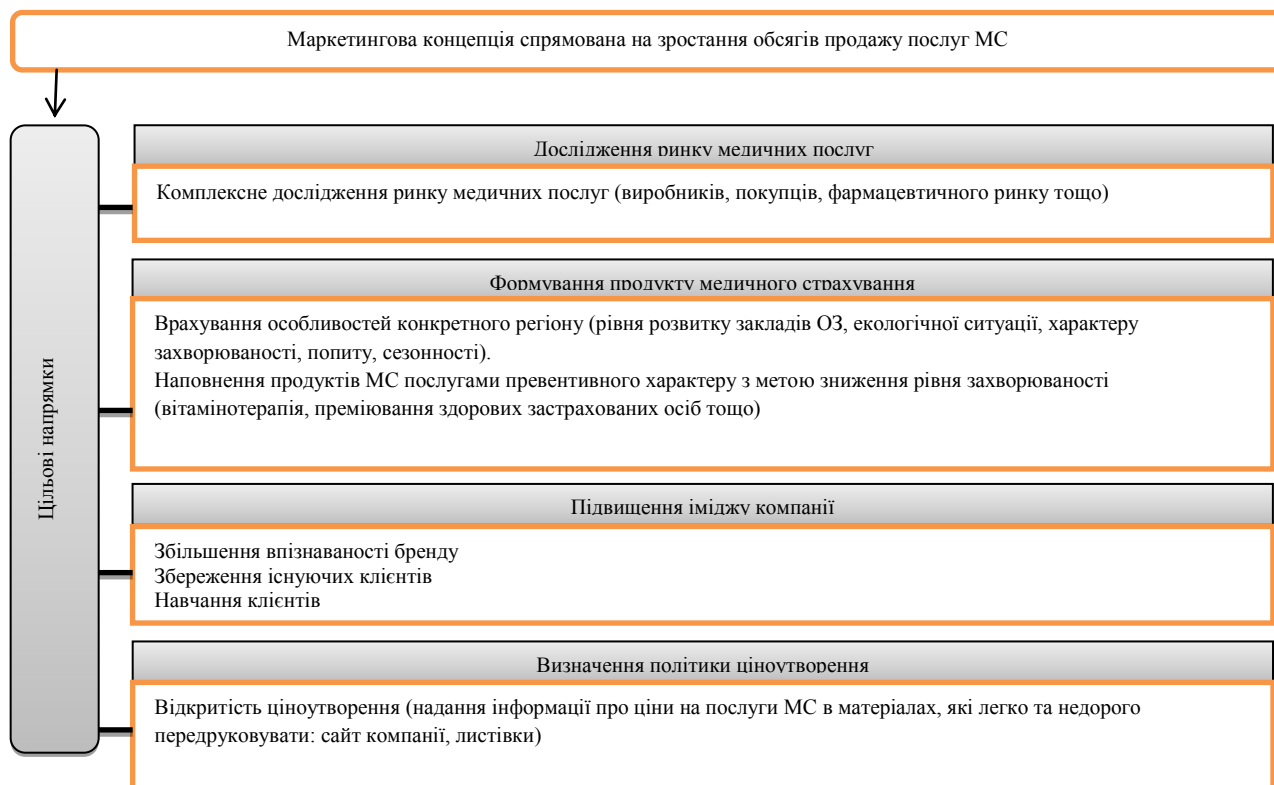 Маркетингова концепція спрямована на зростання обсягів продажу послуг МС
Цільові напрямки
Дослідження ринку медичних послуг
Комплексне дослідження ринку медичних послуг (виробників, покупців, фармацевтичного ринку тощо)
Формування продукту медичного страхування
Врахування особливостей конкретного регіону (рівня розвитку закладів ОЗ, екологічної ситуації, характеру
захворюваності, попиту, сезонності).
Наповнення продуктів МС послугами превентивного характеру з метою зниження рівня захворюваності
(вітамінотерапія, преміювання здорових застрахованих осіб тощо)
Підвищення іміджу компанії
Збільшення впізнаваності бренду
Збереження існуючих клієнтів
Навчання клієнтів
Визначення політики ціноутворення
Відкритість ціноутворення (надання інформації про ціни на послуги МС в матеріалах, які легко та недорого
передруковувати: сайт компанії, листівки)